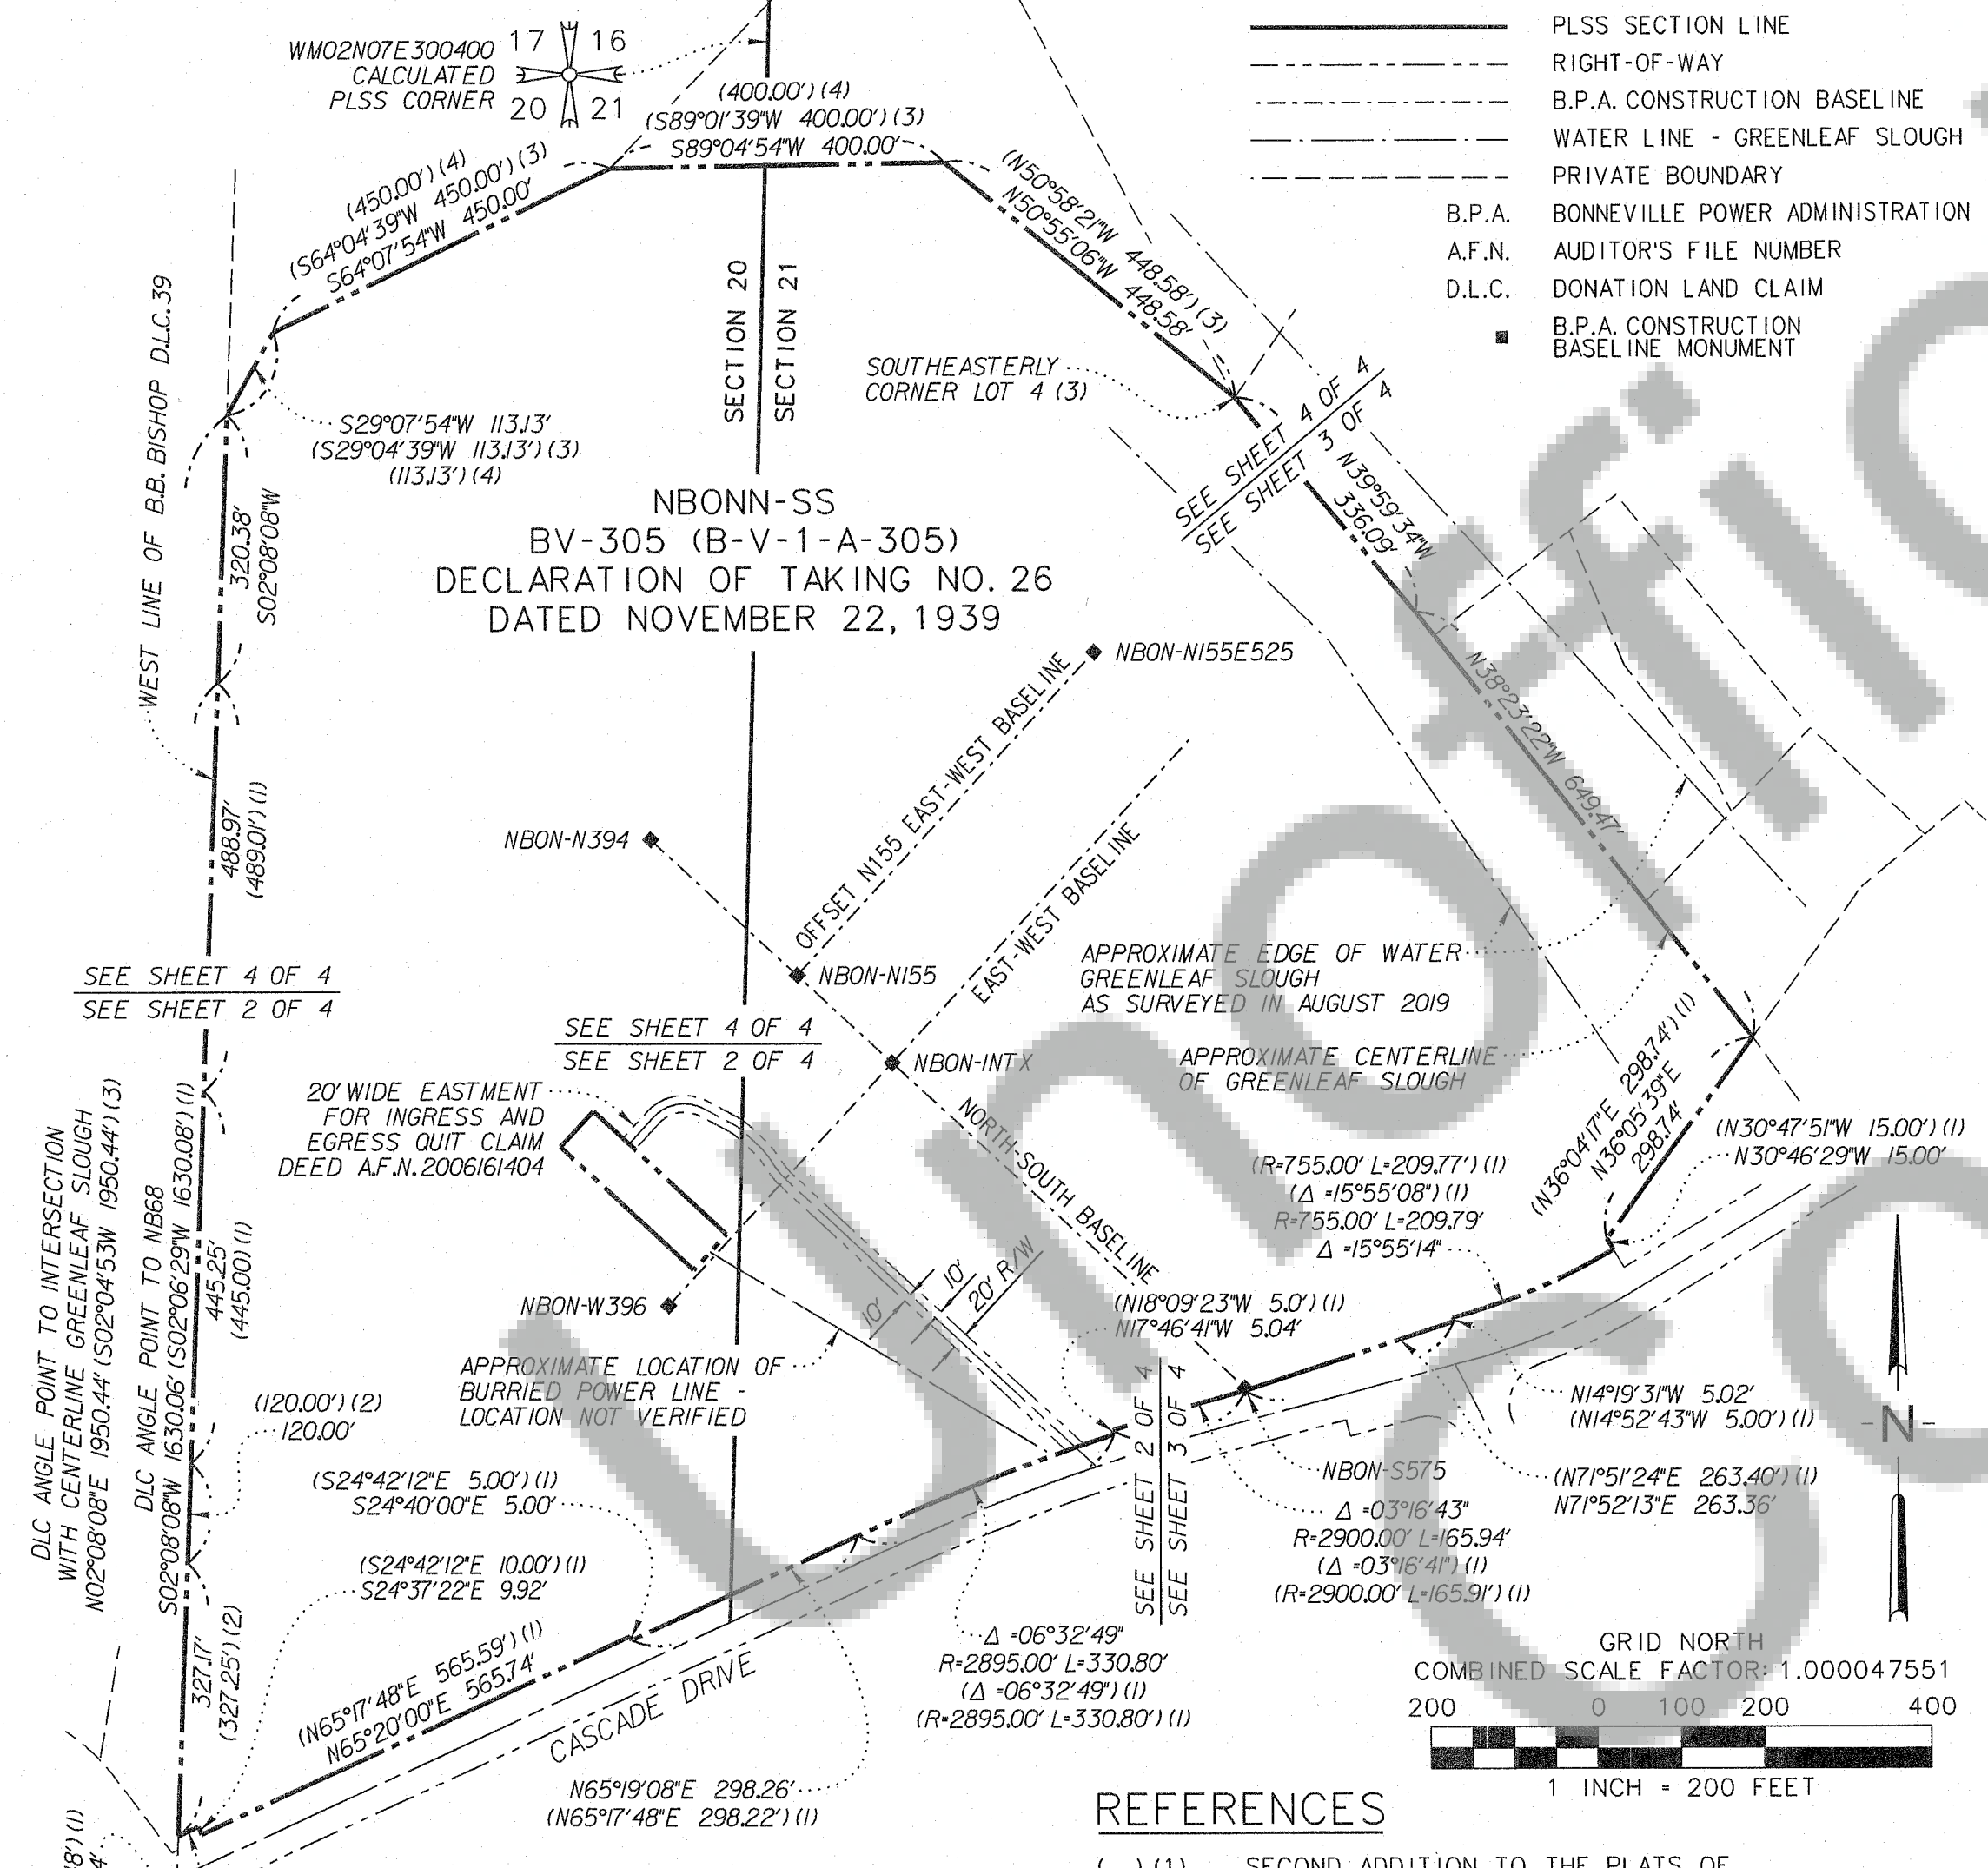 WM02N07E300400
CALCULATED
PLSS CORNER
17 16
20 21
(400.00') (4)
(S89°01'39"W 400.00') (3)
S89°04'54"W 400.00'
(450.00') (4)
(S64°04'39"W 450.00') (3)
S64°07'54"W 450.00'
(N50°58'21"W 448.58') (3)
N50°55'06"W 448.58'
PLSS SECTION LINE
RIGHT-OF-WAY
B.P.A. CONSTRUCTION BASELINE
WATER LINE - GREENLEAF SLOUGH
PRIVATE BOUNDARY
B.P.A. BONNEVILLE POWER ADMINISTRATION
A.F.N. AUDITOR'S FILE NUMBER
D.L.C. DONATION LAND CLAIM
B.P.A. CONSTRUCTION
BASELINE MONUMENT
WEST LINE OF B.B. BISHOP D.L.C. 39
SECTION 20
SECTION 21
SOUTHEASTERLY
CORNER LOT 4 (3)
S29°07'54"W 113.13'
(S29°04'39"W 113.13') (3)
(113.13') (4)
SEE SHEET 4 OF 4
SEE SHEET 3 OF 4
N39°59'34"W
336.09'
320.38'
S02°08'08"W
NBONN-SS
BV-305 (B-V-1-A-305)
DECLARATION OF TAKING NO. 26
DATED NOVEMBER 22, 1939
NBON-N155E525
N38°23'22"W 649.47'
488.97'
(489.01') (1)
NBON-N394
OFFSET N155 EAST-WEST BASELINE
EAST-WEST BASELINE
NBON-N155
APPROXIMATE EDGE OF WATER
GREENLEAF SLOUGH
AS SURVEYED IN AUGUST 2019
SEE SHEET 4 OF 4
SEE SHEET 2 OF 4
SEE SHEET 4 OF 4
SEE SHEET 2 OF 4
NBON-INTX
APPROXIMATE CENTERLINE
OF GREENLEAF SLOUGH
20' WIDE EASTMENT
FOR INGRESS AND
EGRESS QUIT CLAIM
DEED A.F.N. 2006161404
NORTH-SOUTH BASELINE
(N36°04'17"E 298.74') (1)
N36°05'39"E
298.74'
(N30°47'51"W 15.00') (1)
N30°46'29"W 15.00'
(R=755.00' L=209.77') (1)
(Δ =15°55'08") (1)
R=755.00' L=209.79'
Δ =15°55'14"
DLC ANGLE POINT TO INTERSECTION
WITH CENTERLINE GREENLEAF SLOUGH
N02°08'08"E 1950.44' (S02°04'53W 1950.44') (3)
DLC ANGLE POINT TO NB68
S02°08'08"W 1630.06' (S02°06'29"W 1630.08') (1)
445.25'
(445.00) (1)
10'
10'
20' R/W
NBON-W396
(N18°09'23"W 5.0') (1)
N17°46'41"W 5.04'
APPROXIMATE LOCATION OF
BURRIED POWER LINE -
LOCATION NOT VERIFIED
SEE SHEET 2 OF 4
SEE SHEET 3 OF 4
N14°19'31"W 5.02'
(N14°52'43"W 5.00') (1)
(120.00') (2)
120.00'
NBON-S575
(N71°51'24"E 263.40') (1)
N71°52'13"E 263.36'
(S24°42'12"E 5.00') (1)
S24°40'00"E 5.00'
Δ =03°16'43"
R=2900.00' L=165.94'
(Δ =03°16'41") (1)
(R=2900.00' L=165.91') (1)
(S24°42'12"E 10.00') (1)
S24°37'22"E 9.92'
327.17'
(327.25') (2)
(N65°17'48"E 565.59') (1)
N65°20'00"E 565.74'
CASCADE DRIVE
Δ =06°32'49"
R=2895.00' L=330.80'
(Δ =06°32'49") (1)
(R=2895.00' L=330.80') (1)
N65°19'08"E 298.26'
(N65°17'48"E 298.22') (1)
N
GRID NORTH
COMBINED SCALE FACTOR: 1.000047551
200 0 100 200 400
1 INCH = 200 FEET
REFERENCES
( ) (1) SECOND ADDITION TO THE PLATS OF